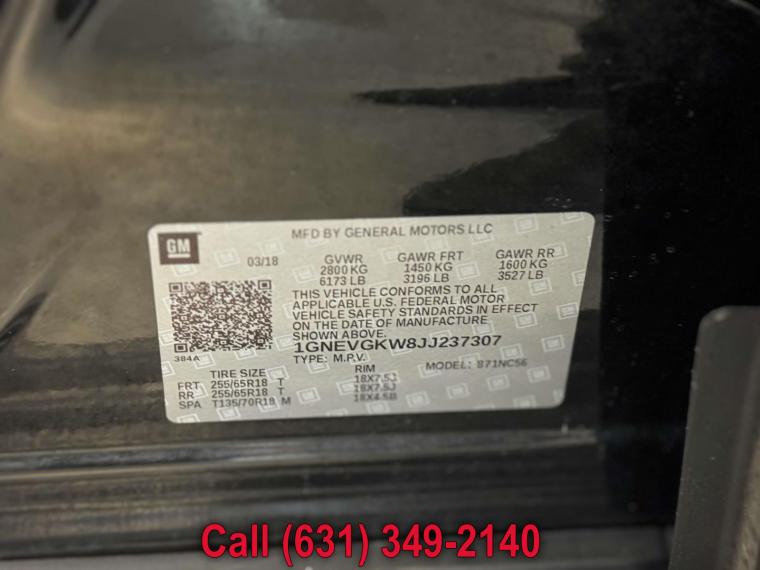 MFD BY GENERAL MOTORS LLC
GM
03/18 GVWR GAWR FRT GAWR RR
2800 KG 1450 KG 1600 KG
6173 LB 3196 LB 3527 LB
THIS VEHICLE CONFORMS TO ALL
APPLICABLE U.S. FEDERAL MOTOR
VEHICLE SAFETY STANDARDS IN EFFECT
ON THE DATE OF MANUFACTURE
SHOWN ABOVE.
384A
1GNEVGKW8JJ237307
TYPE: M.P.V. MODEL: 871NC56
TIRE SIZE RIM
FRT 255/65R18 T 18X7.5J
RR 255/65R18 T 18X7.5J
SPA T135/70R18 M 18X4.5B
Call (631) 349-2140